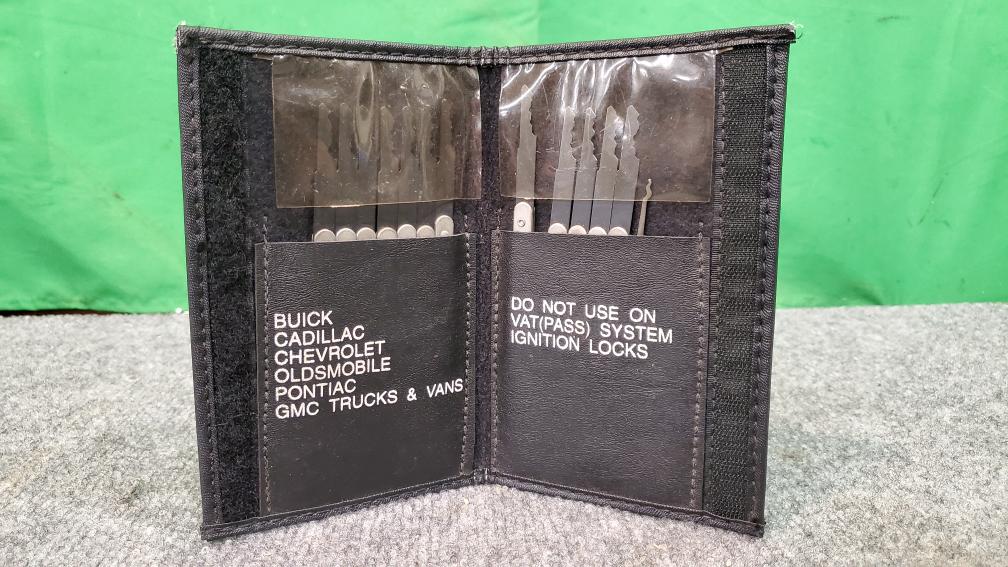 BUICK
CADILLAC
CHEVROLET
OLDSMOBILE
PONTIAC
GMC TRUCKS & VANS
DO NOT USE ON
VAT(PASS) SYSTEM
IGNITION LOCKS